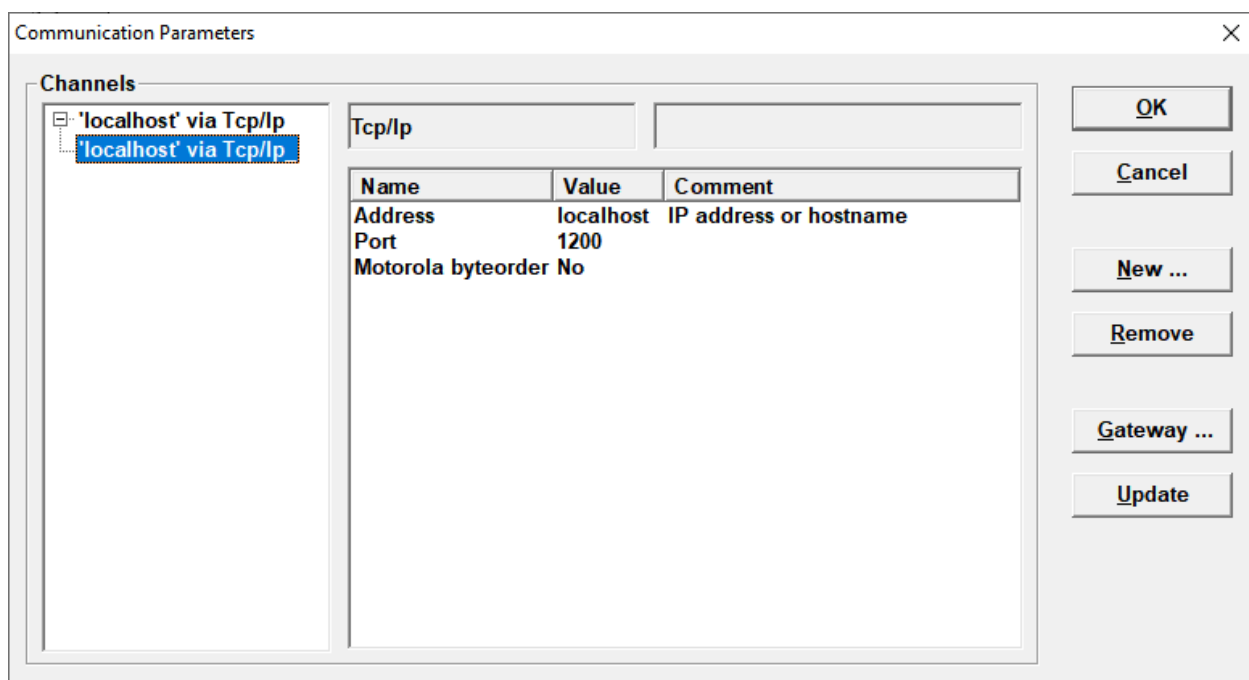 Communication Parameters
Channels
'localhost' via Tcp/Ip
'localhost' via Tcp/Ip_
Tcp/Ip
Name Value Comment
Address localhost IP address or hostname
Port 1200
Motorola byteorder No
OK
Cancel
New ...
Remove
Gateway ...
Update